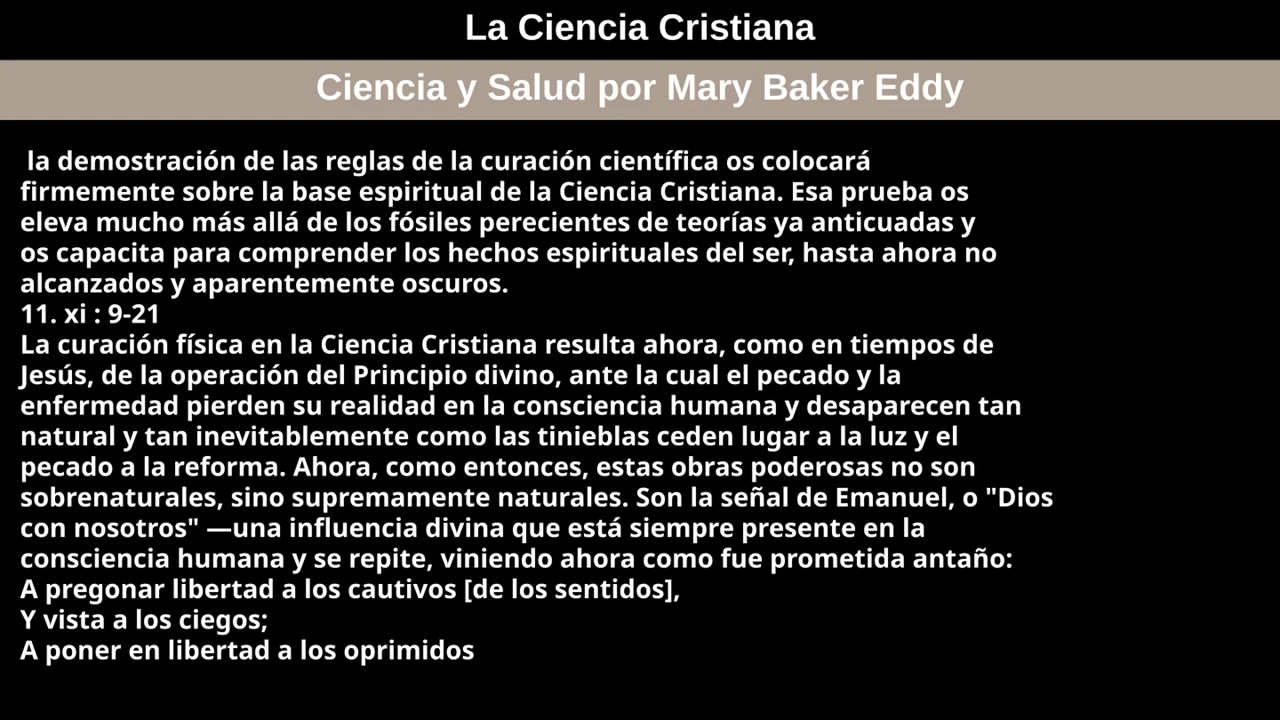 La Ciencia Cristiana
Ciencia y Salud por Mary Baker Eddy
la demostración de las reglas de la curación científica os colocará
firmemente sobre la base espiritual de la Ciencia Cristiana. Esa prueba os
eleva mucho más allá de los fósiles perecientes de teorías ya anticuadas y
os capacita para comprender los hechos espirituales del ser, hasta ahora no
alcanzados y aparentemente oscuros.
11. xi : 9-21
La curación física en la Ciencia Cristiana resulta ahora, como en tiempos de
Jesús, de la operación del Principio divino, ante la cual el pecado y la
enfermedad pierden su realidad en la consciencia humana y desaparecen tan
natural y tan inevitablemente como las tinieblas ceden lugar a la luz y el
pecado a la reforma. Ahora, como entonces, estas obras poderosas no son
sobrenaturales, sino supremamente naturales. Son la señal de Emanuel, o "Dios
con nosotros" —una influencia divina que está siempre presente en la
consciencia humana y se repite, viniendo ahora como fue prometida antaño:
A pregonar libertad a los cautivos [de los sentidos],
Y vista a los ciegos;
A poner en libertad a los oprimidos